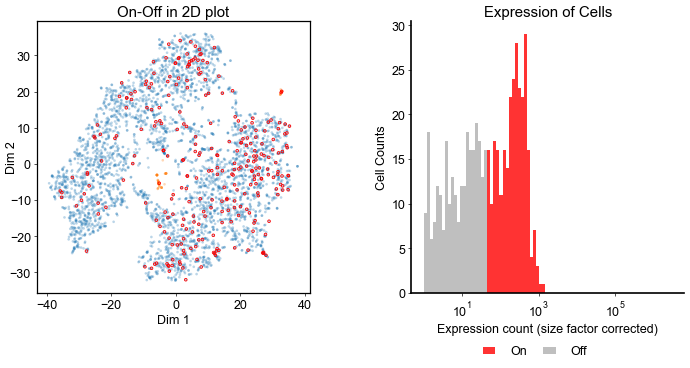 On-Off in 2D plot
Dim 2
30
20
10
0
−10
−20
−30
−40
−20
0
20
40
Dim 1
Expression of Cells
Cell Counts
30
25
20
15
10
5
0
10^1
10^3
10^5
Expression count (size factor corrected)
On
Off